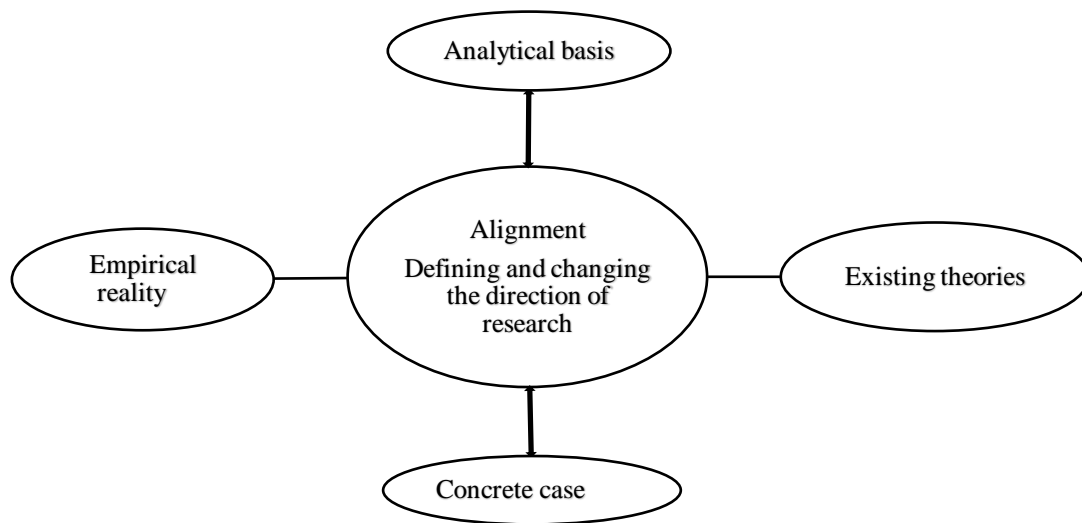 Analytical basis
Alignment
Defining and changing
the direction of
research
Empirical
reality
Existing theories
Concrete case